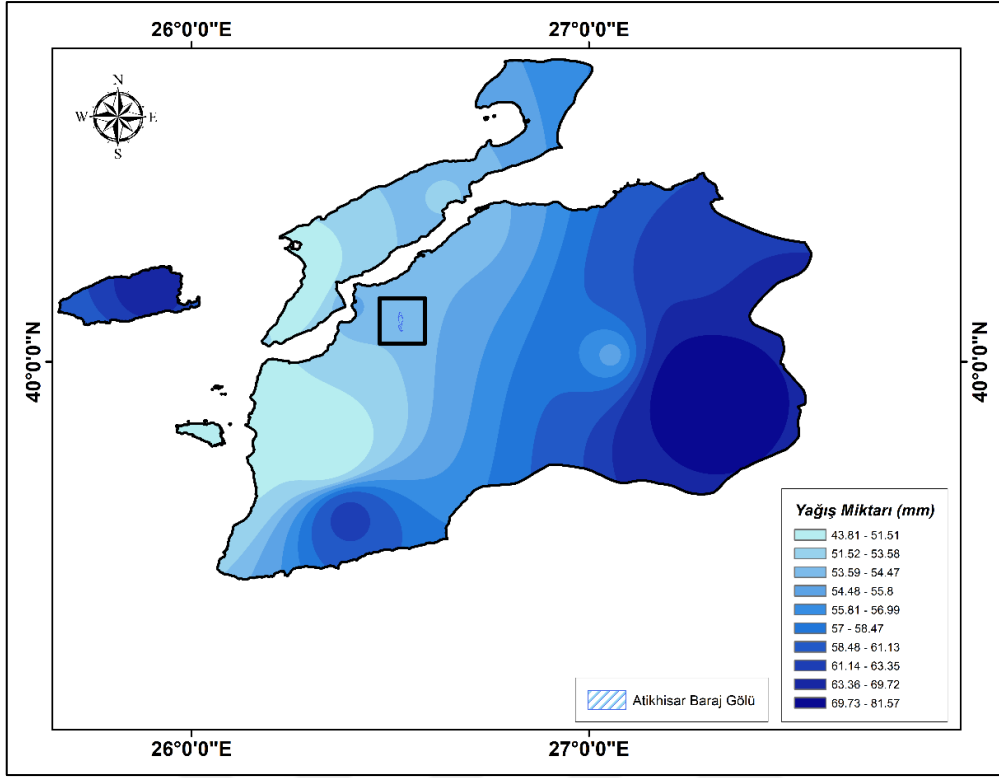 26°0'0"E 27°0'0"E
N
W E
S
40°0'0"N 40°0'0"N
Yağış Miktarı (mm)
43.81 - 51.51
51.52 - 53.58
53.59 - 54.47
54.48 - 55.8
55.81 - 56.99
57 - 58.47
58.48 - 61.13
61.14 - 63.35
63.36 - 69.72
69.73 - 81.57
Atikhisar Baraj Gölü
26°0'0"E 27°0'0"E